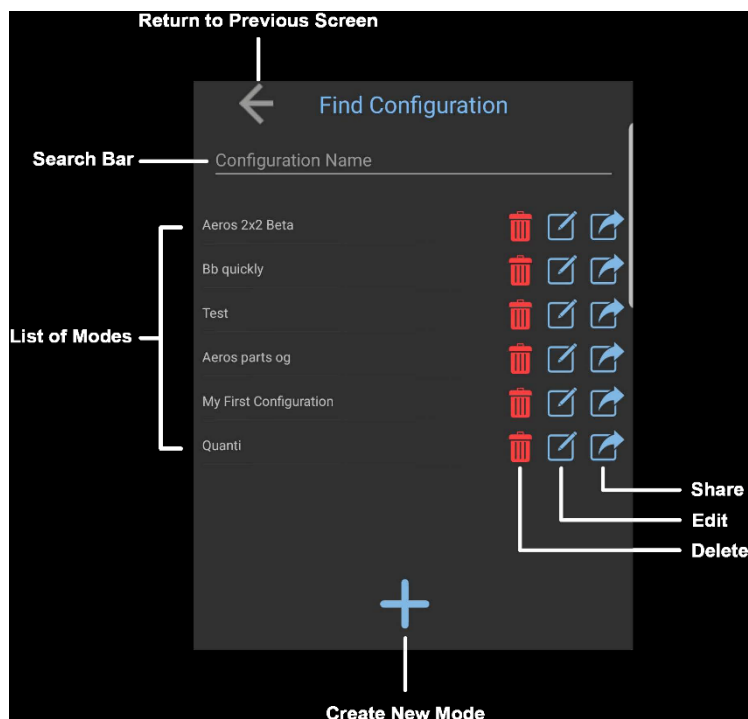 Return to Previous Screen
Find Configuration
Search Bar
Configuration Name
Aeros 2x2 Beta
Bb quickly
Test
List of Modes
Aeros parts og
My First Configuration
Quanti
Share
Edit
Delete
Create New Mode